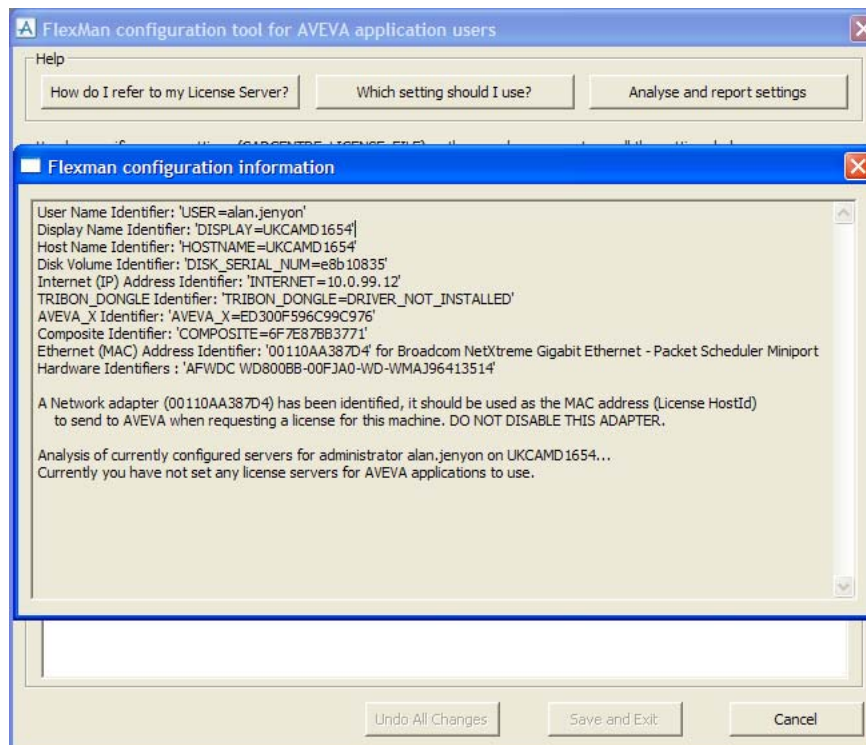 FlexMan configuration tool for AVEVA application users
Help
How do I refer to my License Server?
Which setting should I use?
Analyse and report settings
Flexman configuration information
User Name Identifier: 'USER=alan.jenyon'
Display Name Identifier: 'DISPLAY=UKCAMD1654'
Host Name Identifier: 'HOSTNAME=UKCAMD1654'
Disk Volume Identifier: 'DISK_SERIAL_NUM=e8b10835'
Internet (IP) Address Identifier: 'INTERNET=10.0.99.12'
TRIBON_DONGLE Identifier: 'TRIBON_DONGLE=DRIVER_NOT_INSTALLED'
AVEVA_X Identifier: 'AVEVA_X=ED300F596C99C976'
Composite Identifier: 'COMPOSITE=6F7E87BB3771'
Ethernet (MAC) Address Identifier: '00110AA387D4' for Broadcom NetXtreme Gigabit Ethernet - Packet Scheduler Miniport
Hardware Identifiers : 'AFWDC WD800BB-00FJA0-WD-WMAJ96413514'
A Network adapter (00110AA387D4) has been identified, it should be used as the MAC address (License HostId)
to send to AVEVA when requesting a license for this machine. DO NOT DISABLE THIS ADAPTER.
Analysis of currently configured servers for administrator alan.jenyon on UKCAMD1654...
Currently you have not set any license servers for AVEVA applications to use.
Undo All Changes
Save and Exit
Cancel